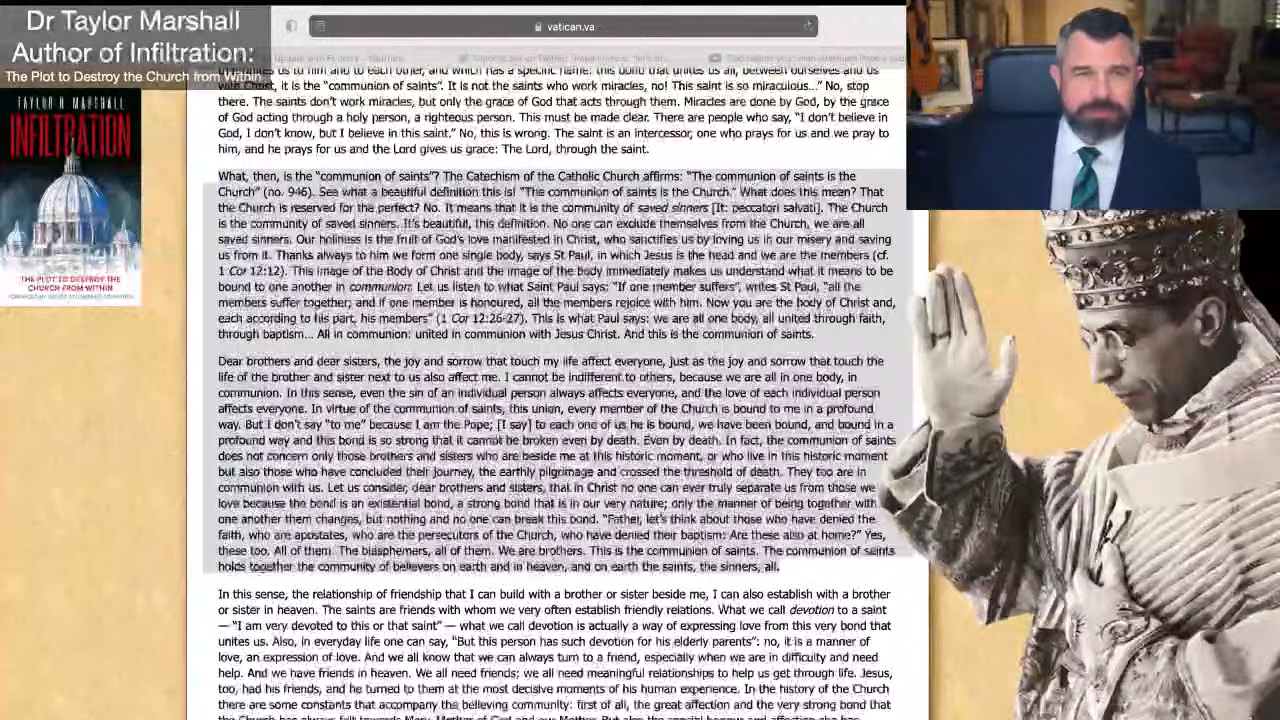 Dr Taylor Marshall
Author of Infiltration:
The Plot to Destroy the Church from Within
vatican.va
TAYLOR R. MARSHALL
INFILTRATION
THE PLOT TO DESTROY THE
CHURCH FROM WITHIN
us to him and to each other, and which has a specific name: this bond that unites us all, between ourselves and us
with Christ, it is the “communion of saints”. It is not the saints who work miracles, no! “This saint is so miraculous...” No, stop
there. The saints don’t work miracles, but only the grace of God that acts through them. Miracles are done by God, by the grace
of God acting through a holy person, a righteous person. This must be made clear. There are people who say, “I don’t believe in
God, I don’t know, but I believe in this saint.” No, this is wrong. The saint is an intercessor, one who prays for us and we pray to
him, and he prays for us and the Lord gives us grace: The Lord, through the saint.
What, then, is the “communion of saints”? The Catechism of the Catholic Church affirms: “The communion of saints is the
Church” (no. 946). See what a beautiful definition this is! “The communion of saints is the Church.” What does this mean? That
the Church is reserved for the perfect? No. It means that it is the community of saved sinners [It: peccatori salvati]. The Church
is the community of saved sinners. It’s beautiful, this definition. No one can exclude themselves from the Church, we are all
saved sinners. Our holiness is the fruit of God’s love manifested in Christ, who sanctifies us by loving us in our misery and saving
us from it. Thanks always to him we form one single body, says St Paul, in which Jesus is the head and we are the members (cf.
1 Cor 12:12). This image of the Body of Christ and the image of the body immediately makes us understand what it means to be
bound to one another in communion: Let us listen to what Saint Paul says: “If one member suffers”, writes St Paul, “all the
members suffer together; and if one member is honoured, all the members rejoice with him. Now you are the body of Christ and,
each according to his part, his members” (1 Cor 12:26-27). This is what Paul says: we are all one body, all united through faith,
through baptism... All in communion: united in communion with Jesus Christ. And this is the communion of saints.
Dear brothers and dear sisters, the joy and sorrow that touch my life affect everyone, just as the joy and sorrow that touch the
life of the brother and sister next to us also affect me. I cannot be indifferent to others, because we are all in one body, in
communion. In this sense, even the sin of an individual person always affects everyone, and the love of each individual person
affects everyone. In virtue of the communion of saints, this union, every member of the Church is bound to me in a profound
way. But I don’t say “to me” because I am the Pope; [I say] to each one of us he is bound, we have been bound, and bound in a
profound way and this bond is so strong that it cannot be broken even by death. Even by death. In fact, the communion of saints
does not concern only those brothers and sisters who are beside me at this historic moment, or who live in this historic moment
but also those who have concluded their journey, the earthly pilgrimage and crossed the threshold of death. They too are in
communion with us. Let us consider, dear brothers and sisters, that in Christ no one can ever truly separate us from those we
love because the bond is an existential bond, a strong bond that is in our very nature; only the manner of being together with
one another them changes, but nothing and no one can break this bond. “Father, let’s think about those who have denied the
faith, who are apostates, who are the persecutors of the Church, who have denied their baptism: Are these also at home?” Yes,
these too. All of them. The blasphemers, all of them. We are brothers. This is the communion of saints. The communion of saints
holds together the community of believers on earth and in heaven, and on earth the saints, the sinners, all.
In this sense, the relationship of friendship that I can build with a brother or sister beside me, I can also establish with a brother
or sister in heaven. The saints are friends with whom we very often establish friendly relations. What we call devotion to a saint
— “I am very devoted to this or that saint” — what we call devotion is actually a way of expressing love from this very bond that
unites us. Also, in everyday life one can say, “But this person has such devotion for his elderly parents”: no, it is a manner of
love, an expression of love. And we all know that we can always turn to a friend, especially when we are in difficulty and need
help. And we have friends in heaven. We all need friends; we all need meaningful relationships to help us get through life. Jesus,
too, had his friends, and he turned to them at the most decisive moments of his human experience. In the history of the Church
there are some constants that accompany the believing community: first of all, the great affection and the very strong bond that
the Church has always felt towards Mary, Mother of God and our Mother. But also the special honour and affection she has